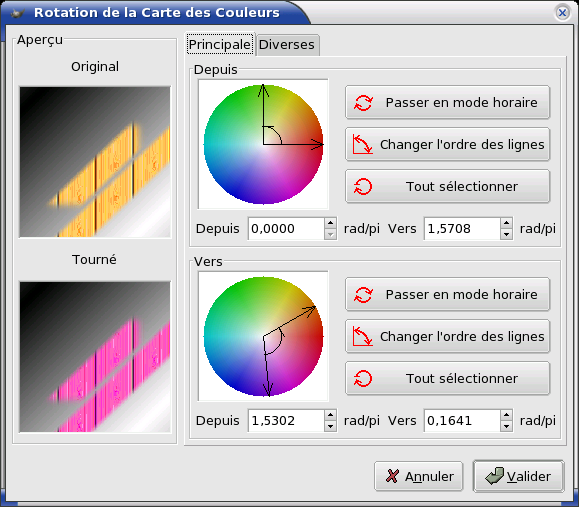 Rotation de la Carte des Couleurs
Aperçu
Original
Tourné
Principale
Diverses
Depuis
Passer en mode horaire
Changer l'ordre des lignes
Tout sélectionner
Depuis 0,0000 rad/pi Vers 1,5708 rad/pi
Vers
Passer en mode horaire
Changer l'ordre des lignes
Tout sélectionner
Depuis 1,5302 rad/pi Vers 0,1641 rad/pi
Annuler
Valider